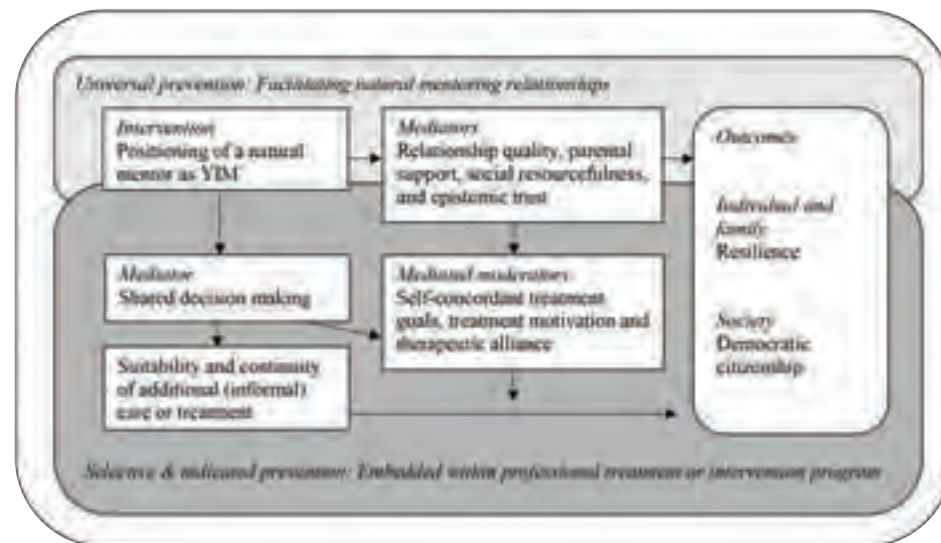 Universal prevention: Facilitating natural mentoring relationships
Intervention
Positioning of a natural
mentor as YIM
Mediators
Relationship quality, parental
support, social resourcefulness,
and epistemic trust
Outcomes
Individual and
family
Resilience
Society
Democratic
citizenship
Mediator
Shared decision making
Mediated moderators
Self-concordant treatment
goals, treatment motivation and
therapeutic alliance
Suitability and continuity
of additional (informal)
care or treatment
Selective & indicated prevention: Embedded within professional treatment or intervention program